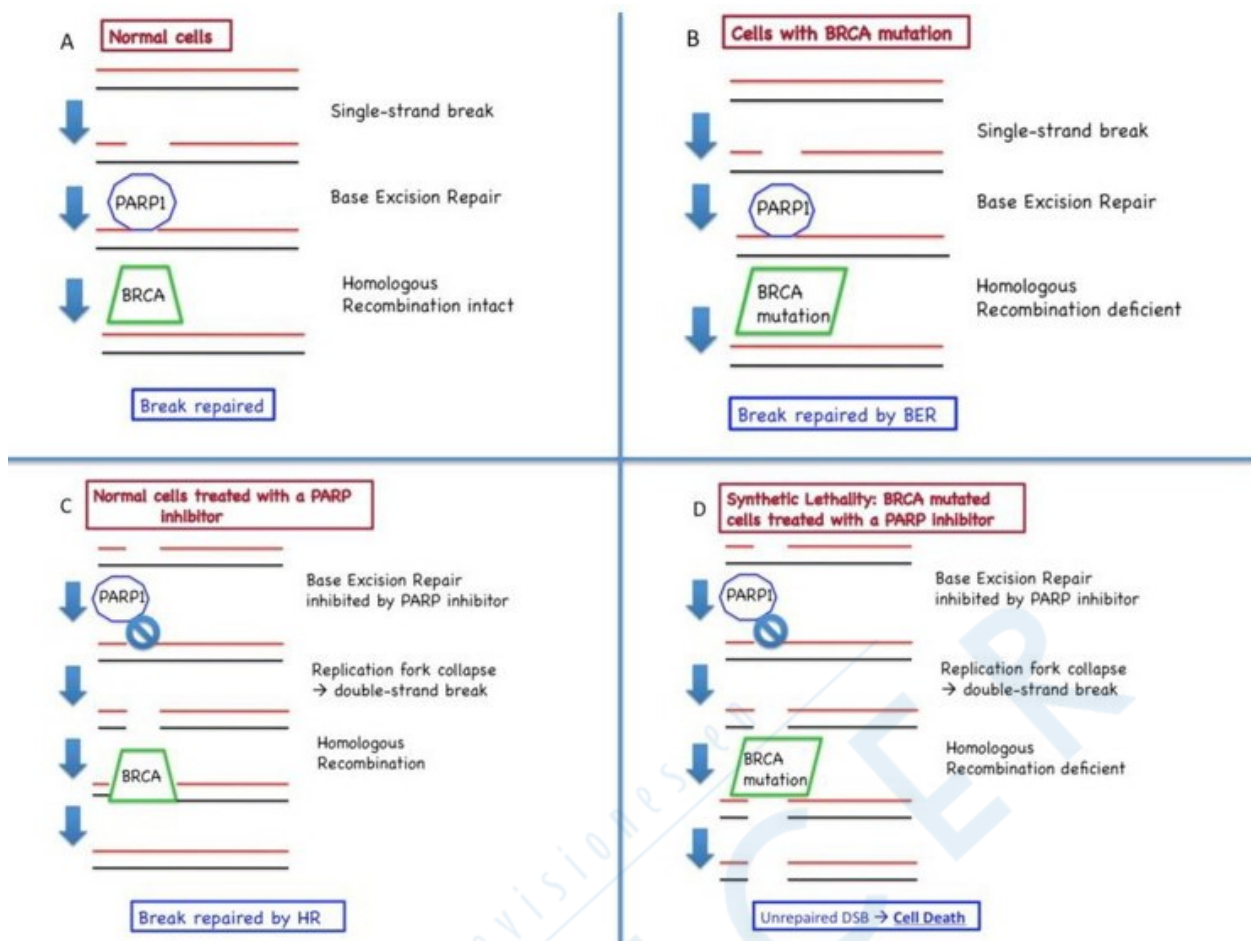 A
Normal cells
Single-strand break
PARP1
Base Excision Repair
BRCA
Homologous
Recombination intact
Break repaired
B
Cells with BRCA mutation
Single-strand break
PARP1
Base Excision Repair
BRCA
mutation
Homologous
Recombination deficient
Break repaired by BER
C
Normal cells treated with a PARP
inhibitor
PARP1
Base Excision Repair
inhibited by PARP inhibitor
Replication fork collapse
→ double-strand break
BRCA
Homologous
Recombination
Break repaired by HR
D
Synthetic Lethality: BRCA mutated
cells treated with a PARP inhibitor
PARP1
Base Excision Repair
inhibited by PARP inhibitor
Replication fork collapse
→ double-strand break
BRCA
mutation
Homologous
Recombination deficient
Unrepaired DSB → Cell Death
visiones en
CER